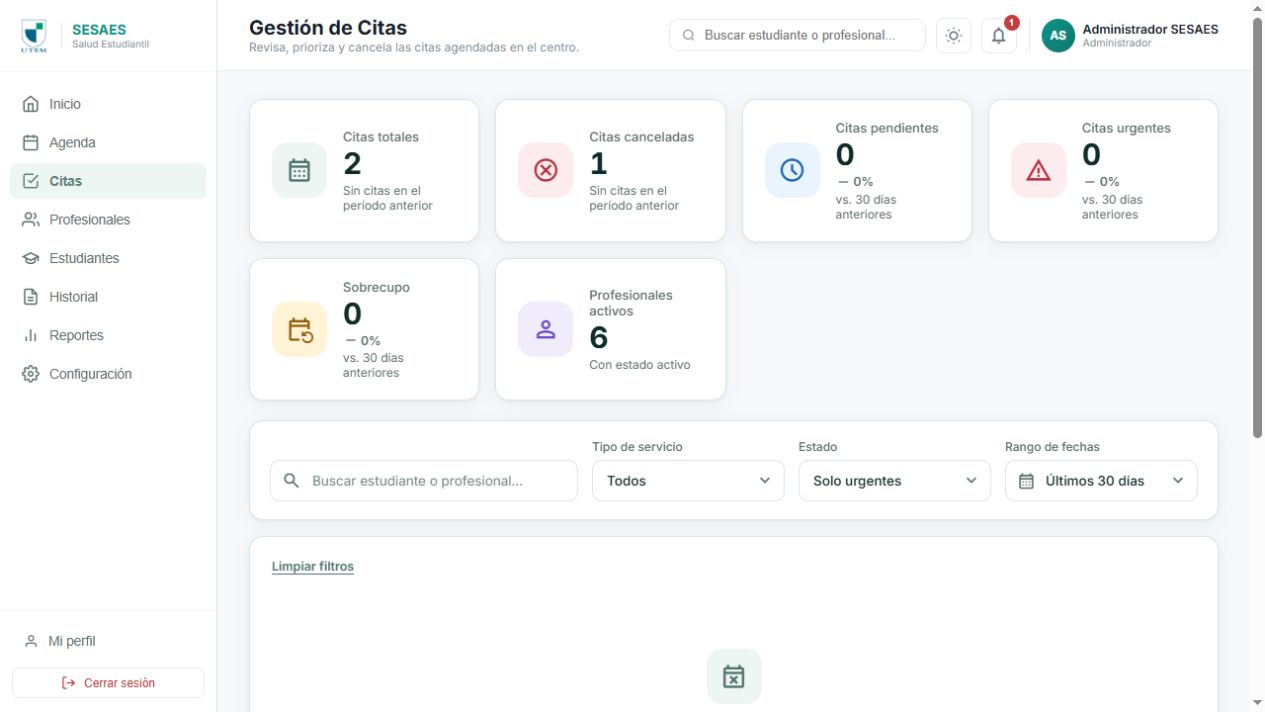 UTEM
SESAES
Salud Estudiantil
Inicio
Agenda
Citas
Profesionales
Estudiantes
Historial
Reportes
Configuración
Mi perfil
Cerrar sesión
Gestión de Citas
Revisa, prioriza y cancela las citas agendadas en el centro.
Buscar estudiante o profesional...
1
AS
Administrador SESAES
Administrador
Citas totales
2
Sin citas en el
período anterior
Citas canceladas
1
Sin citas en el
período anterior
Citas pendientes
0
— 0%
vs. 30 días
anteriores
Citas urgentes
0
— 0%
vs. 30 días
anteriores
Sobrecupo
0
— 0%
vs. 30 días
anteriores
Profesionales
activos
6
Con estado activo
Buscar estudiante o profesional...
Tipo de servicio
Todos
Estado
Solo urgentes
Rango de fechas
Últimos 30 días
Limpiar filtros